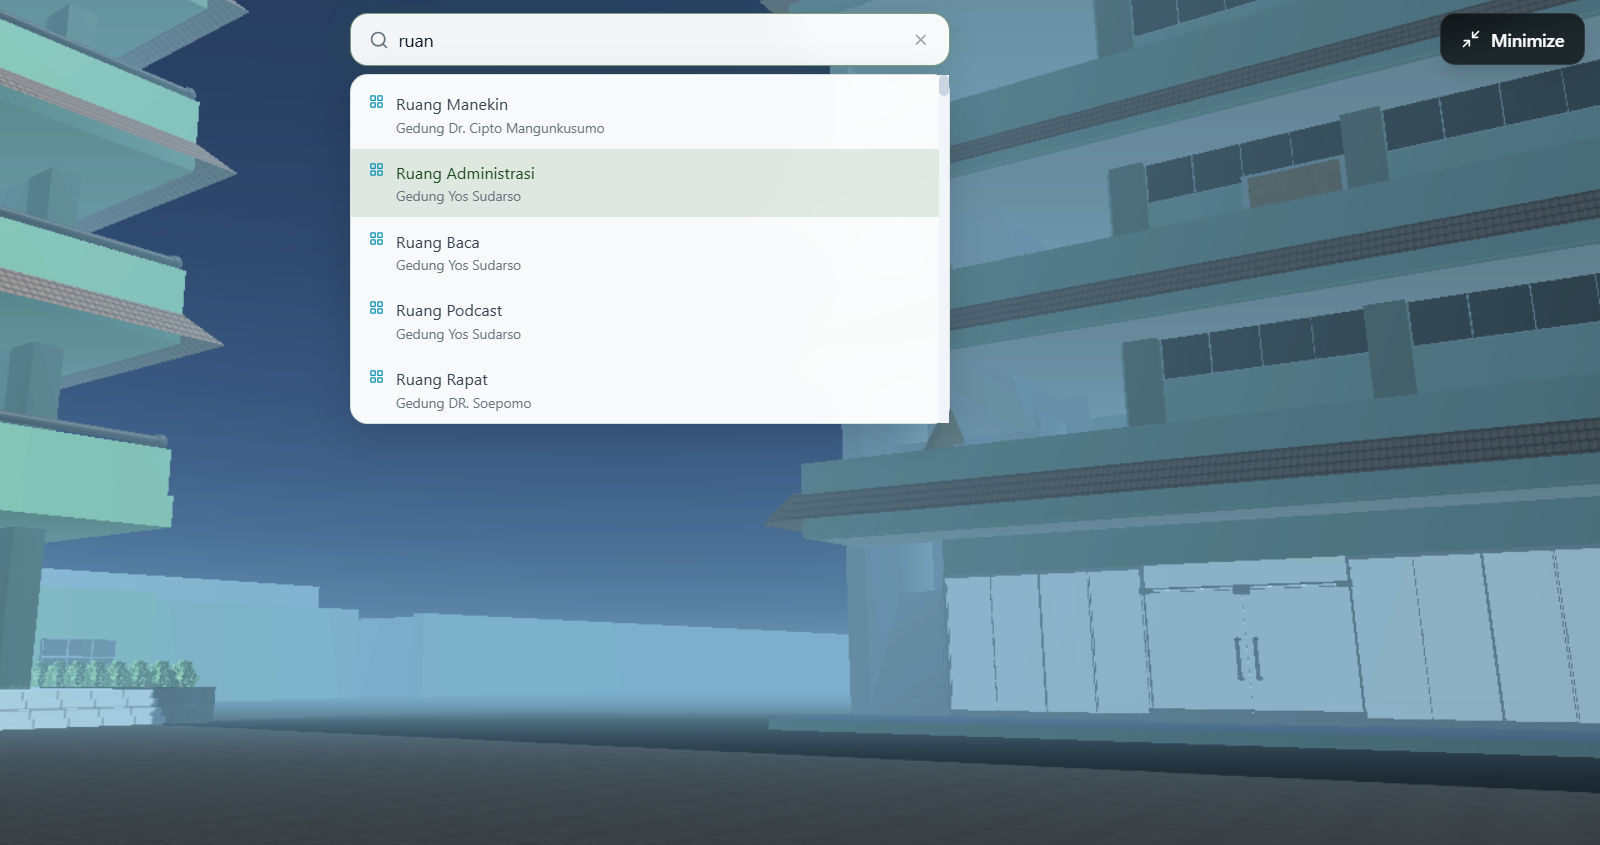 ruan
Minimize
Ruang Manekin
Gedung Dr. Cipto Mangunkusumo
Ruang Administrasi
Gedung Yos Sudarso
Ruang Baca
Gedung Yos Sudarso
Ruang Podcast
Gedung Yos Sudarso
Ruang Rapat
Gedung DR. Soepomo